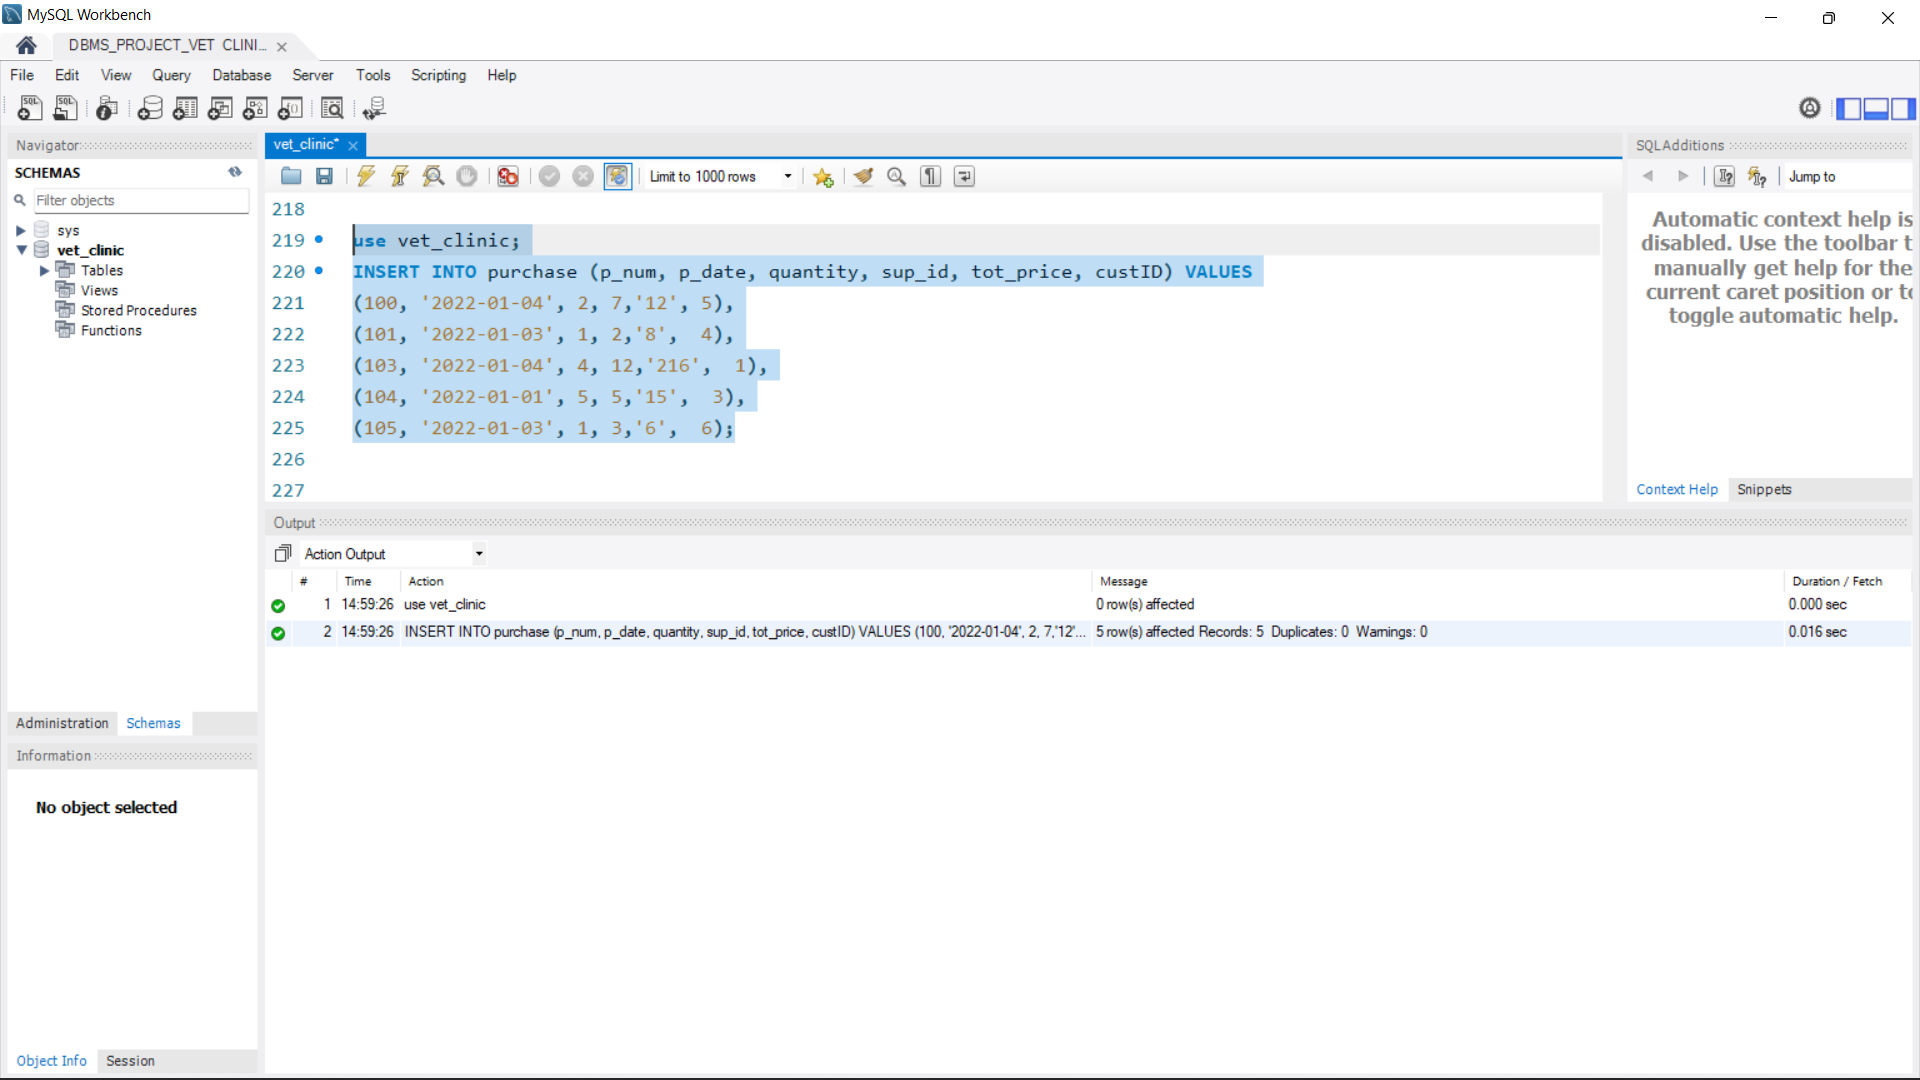 MySQL Workbench
DBMS_PROJECT_VET CLINI...
File Edit View Query Database Server Tools Scripting Help
Navigator
SCHEMAS
Filter objects
sys
vet_clinic
Tables
Views
Stored Procedures
Functions
Administration Schemas
Information
No object selected
Object Info Session
vet_clinic*
Limit to 1000 rows
218
219 use vet_clinic;
220 INSERT INTO purchase (p_num, p_date, quantity, sup_id, tot_price, custID) VALUES
221 (100, '2022-01-04', 2, 7,'12', 5),
222 (101, '2022-01-03', 1, 2,'8', 4),
223 (103, '2022-01-04', 4, 12,'216', 1),
224 (104, '2022-01-01', 5, 5,'15', 3),
225 (105, '2022-01-03', 1, 3,'6', 6);
226
227
SQLAdditions
Jump to
Automatic context help is
disabled. Use the toolbar t
manually get help for the
current caret position or to
toggle automatic help.
Context Help Snippets
Output
Action Output
# Time Action Message Duration / Fetch
1 14:59:26 use vet_clinic 0 row(s) affected 0.000 sec
2 14:59:26 INSERT INTO purchase (p_num, p_date, quantity, sup_id, tot_price, custID) VALUES (100, '2022-01-04', 2, 7,'12'... 5 row(s) affected Records: 5 Duplicates: 0 Warnings: 0 0.016 sec